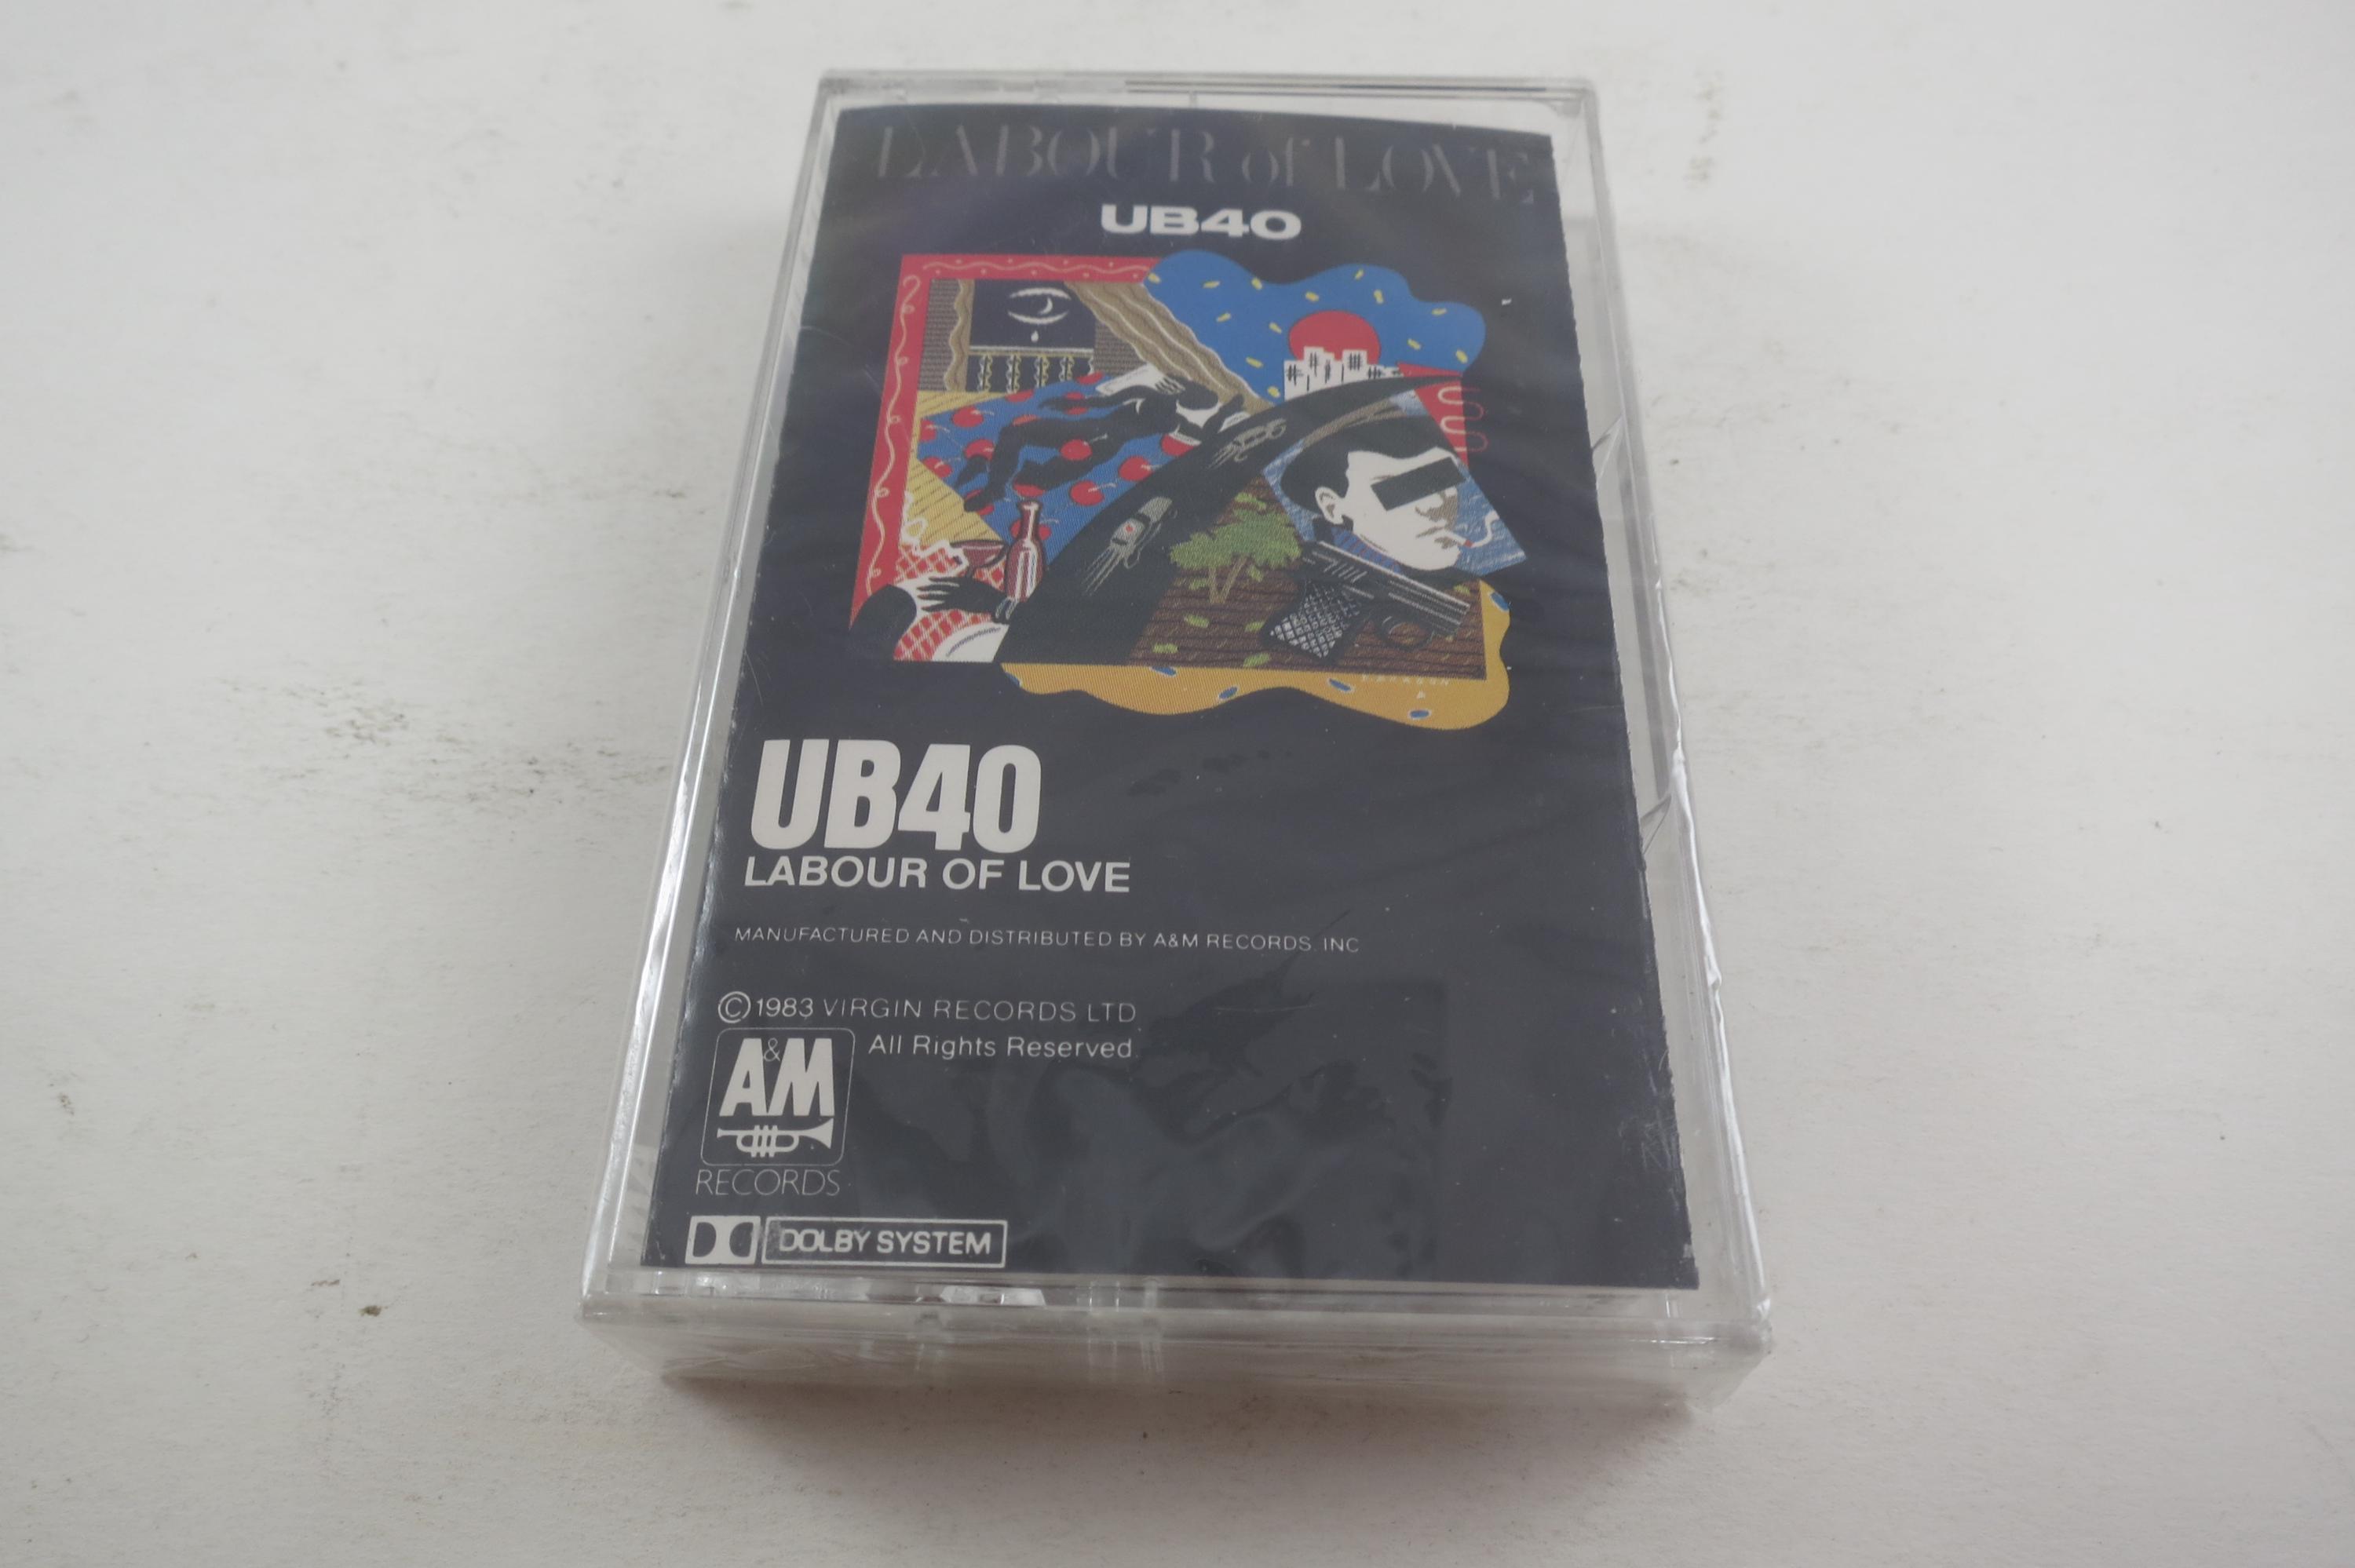 LABOUR of LOVE
UB40
UB40
LABOUR OF LOVE
MANUFACTURED AND DISTRIBUTED BY A&M RECORDS, INC
©1983 VIRGIN RECORDS LTD
All Rights Reserved.
A&M
RECORDS
DOLBY SYSTEM